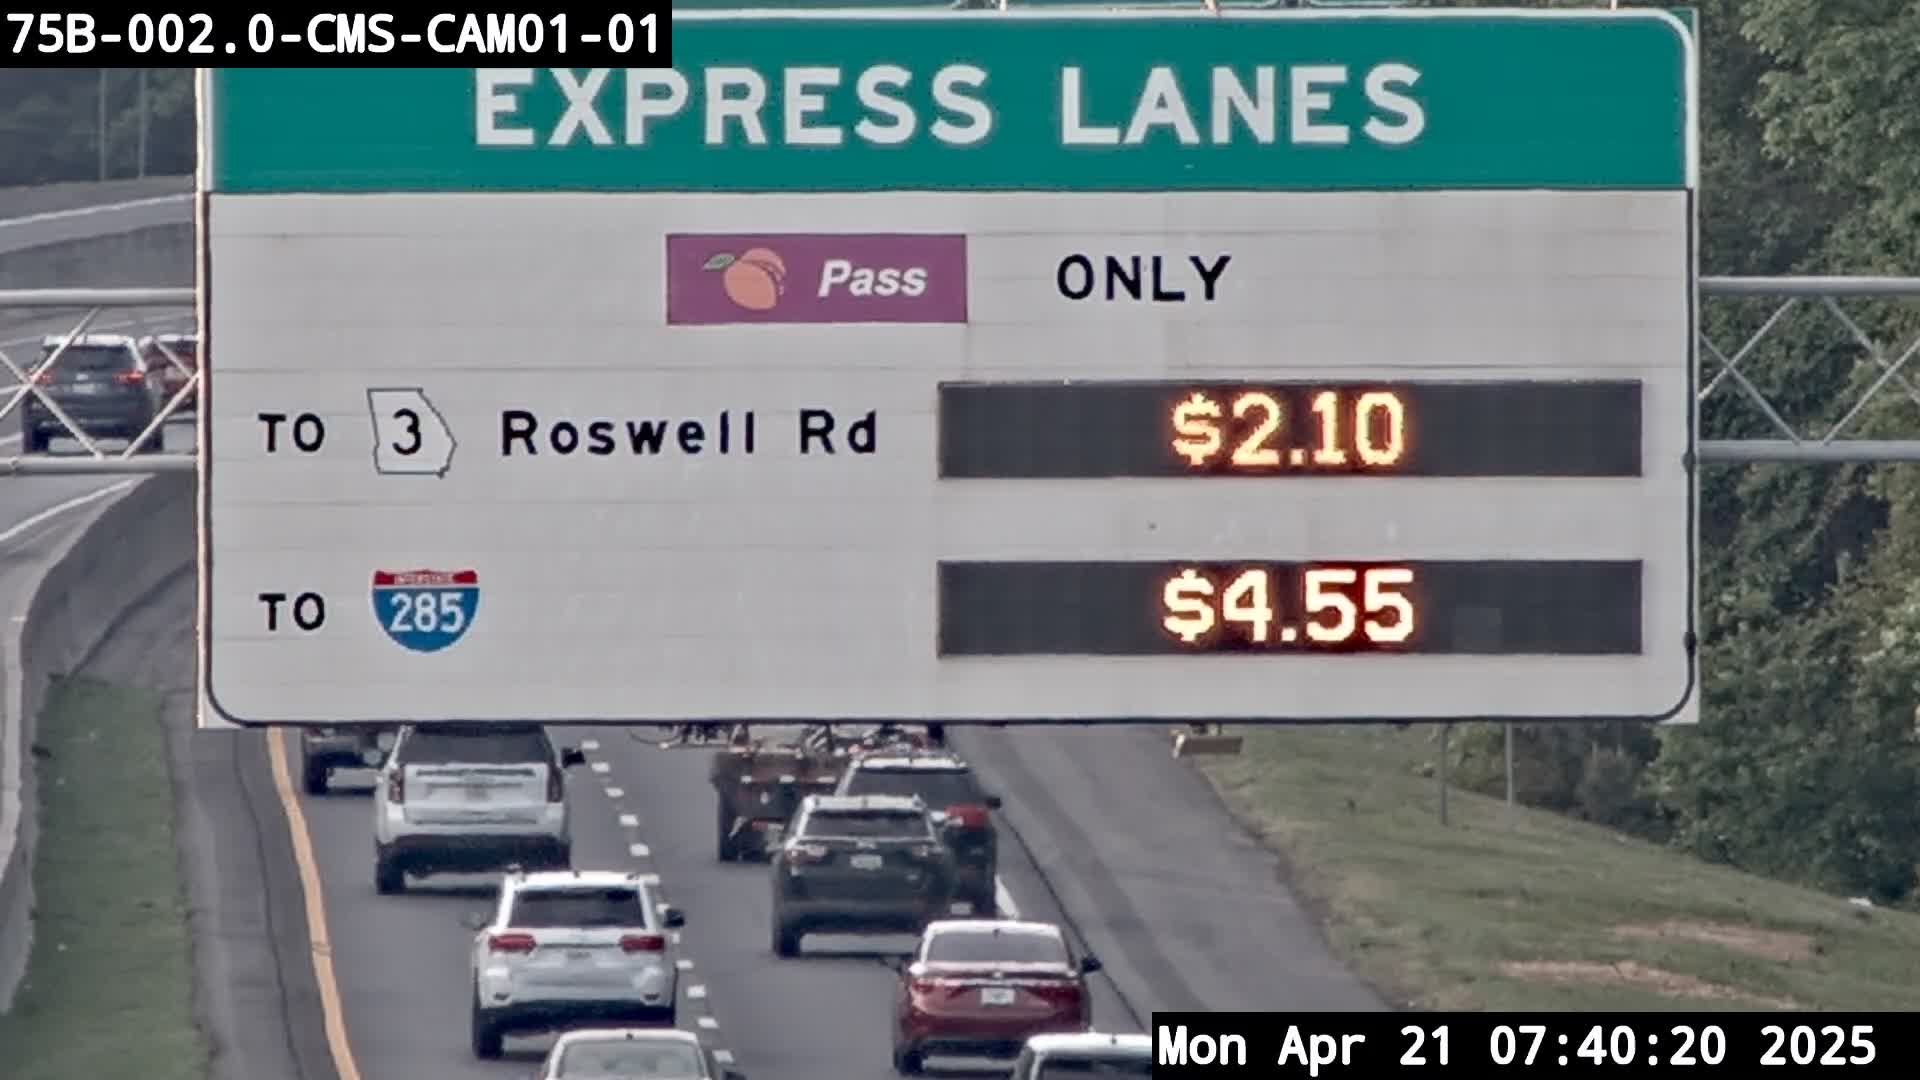 75B-002.0-CMS-CAM01-01
EXPRESS LANES
Pass ONLY
TO 3 Roswell Rd $2.10
TO INTERSTATE 285 $4.55
Mon Apr 21 07:40:20 2025